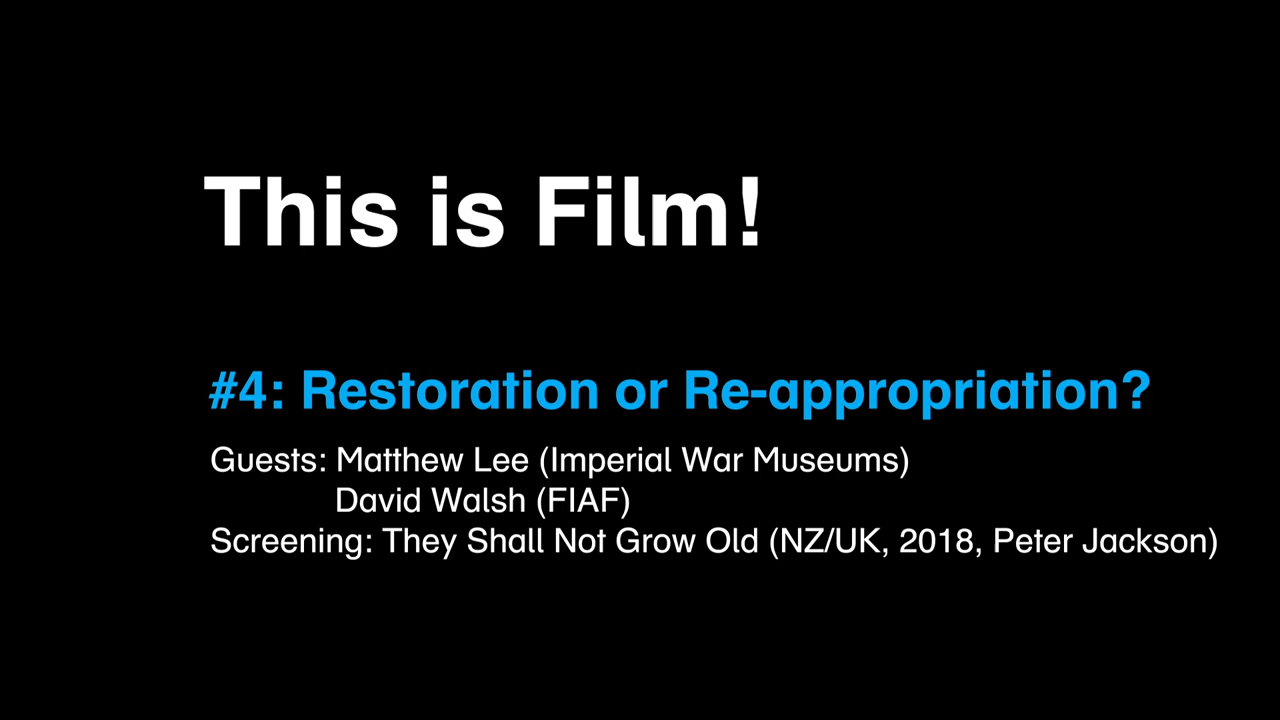 This is Film!
#4: Restoration or Re-appropriation?
Guests: Matthew Lee (Imperial War Museums)
David Walsh (FIAF)
Screening: They Shall Not Grow Old (NZ/UK, 2018, Peter Jackson)